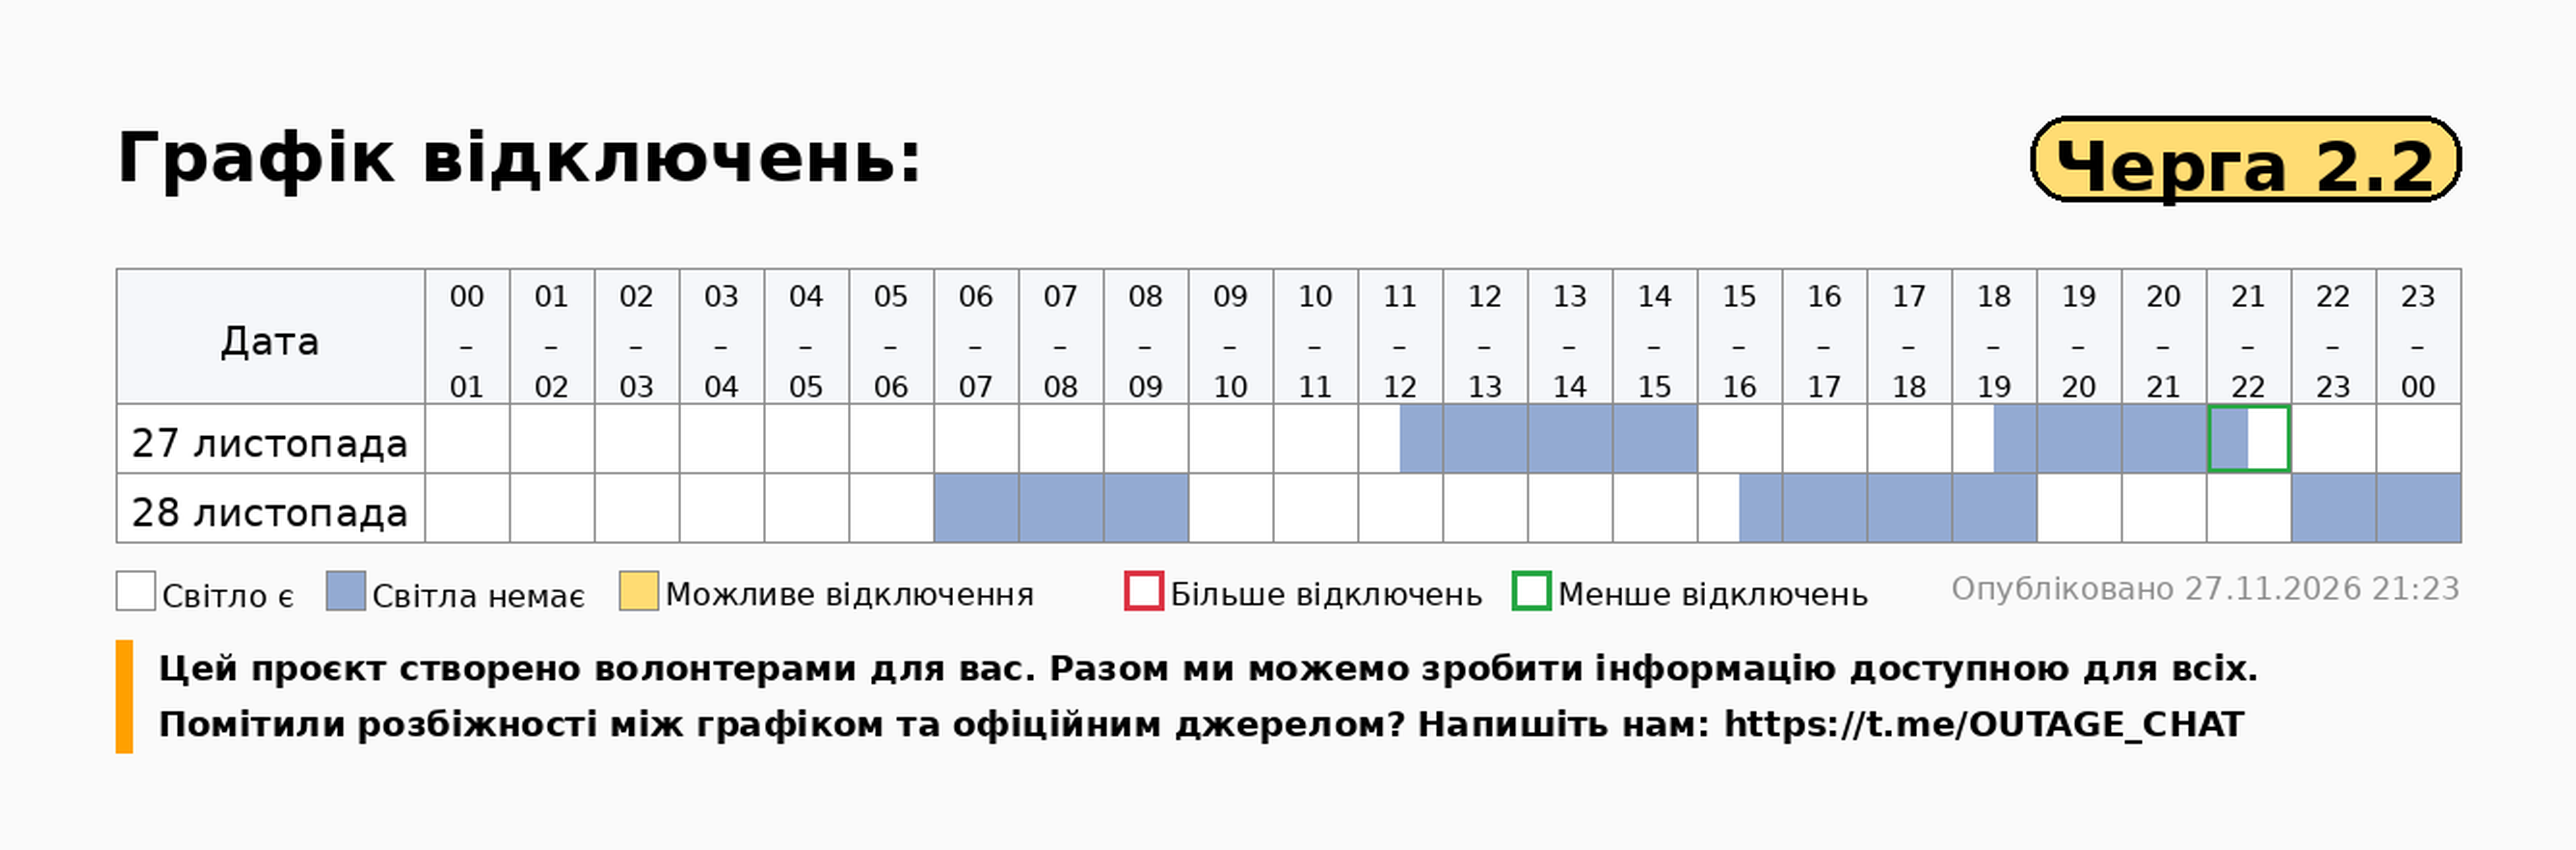 Графік відключень:
Черга 2.2
Дата
00 – 01
01 – 02
02 – 03
03 – 04
04 – 05
05 – 06
06 – 07
07 – 08
08 – 09
09 – 10
10 – 11
11 – 12
12 – 13
13 – 14
14 – 15
15 – 16
16 – 17
17 – 18
18 – 19
19 – 20
20 – 21
21 – 22
22 – 23
23 – 00
27 листопада
28 листопада
Світло є
Світла немає
Можливе відключення
Більше відключень
Менше відключень
Опубліковано 27.11.2026 21:23
Цей проєкт створено волонтерами для вас. Разом ми можемо зробити інформацію доступною для всіх.
Помітили розбіжності між графіком та офіційним джерелом? Напишіть нам: https://t.me/OUTAGE_CHAT